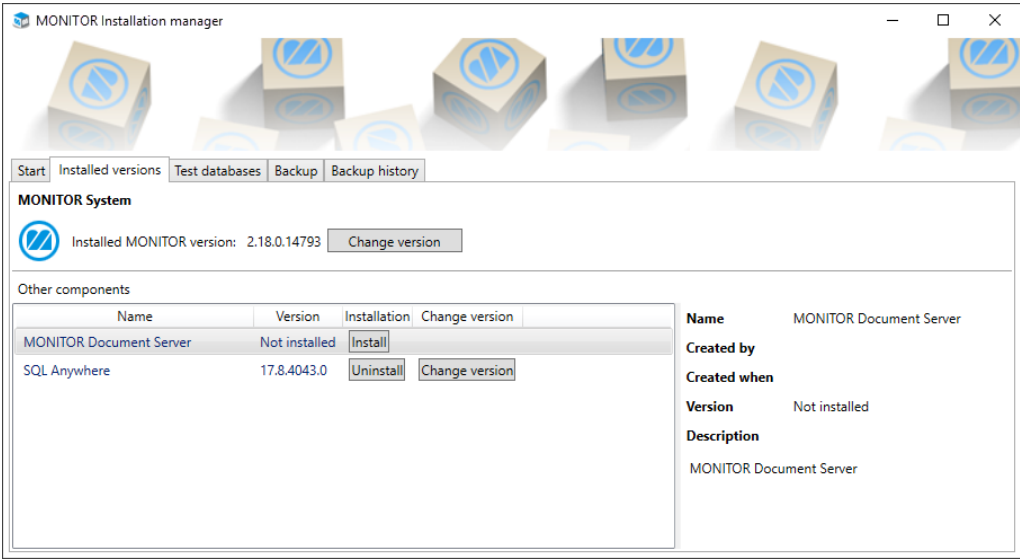 MONITOR Installation manager
Start Installed versions Test databases Backup Backup history
MONITOR System
Installed MONITOR version: 2.18.0.14793 Change version
Other components
Name Version Installation Change version
MONITOR Document Server Not installed Install
SQL Anywhere 17.8.4043.0 Uninstall Change version
Name MONITOR Document Server
Created by
Created when
Version Not installed
Description
MONITOR Document Server